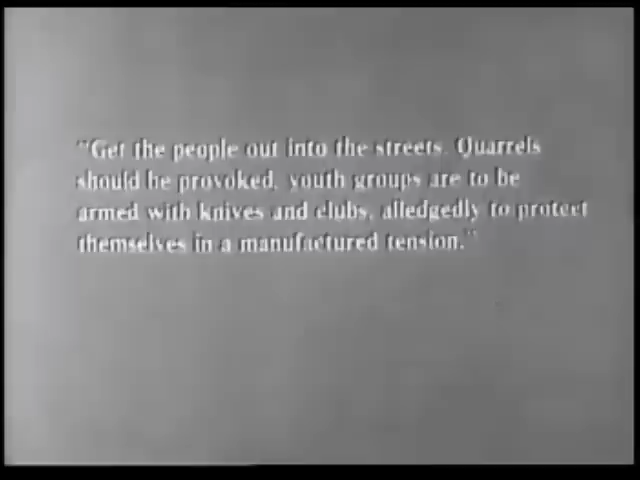 "Get the people out into the streets. Quarrels
should be provoked, youth groups are to be
armed with knives and clubs, alledgedly to protect
themselves in a manufactured tension."